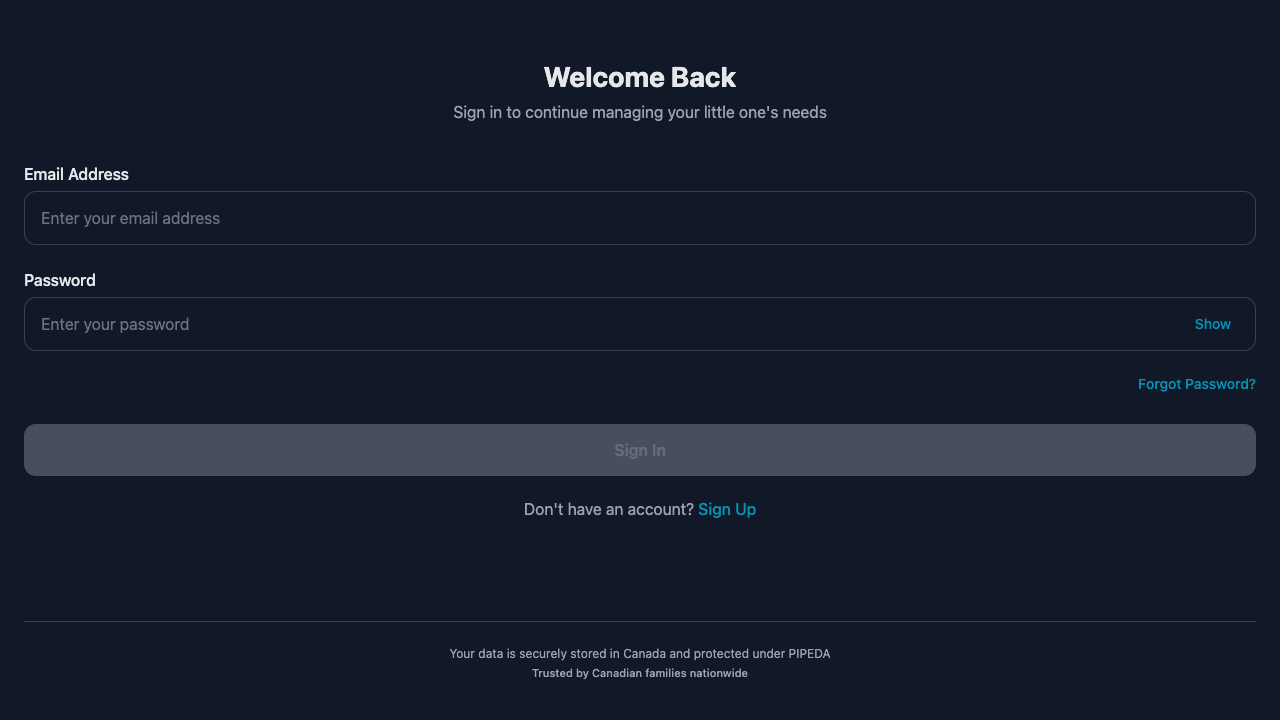 Welcome Back
Sign in to continue managing your little one's needs
Email Address
Enter your email address
Password
Enter your password
Show
Forgot Password?
Sign In
Don't have an account? Sign Up
Your data is securely stored in Canada and protected under PIPEDA
Trusted by Canadian families nationwide